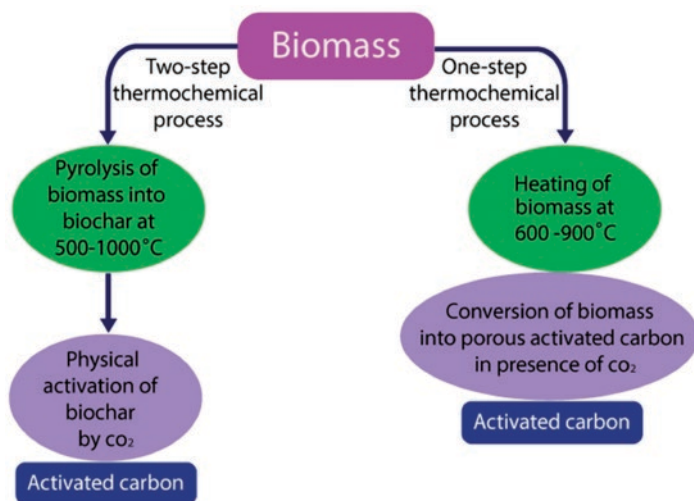 Biomass
Two-step
thermochemical
process
One-step
thermochemical
process
Pyrolysis of
biomass into
biochar at
500-1000°C
Heating of
biomass at
600 -900°C
Physical
activation of
biochar
by co₂
Activated carbon
Conversion of biomass
into porous activated carbon
in presence of co₂
Activated carbon